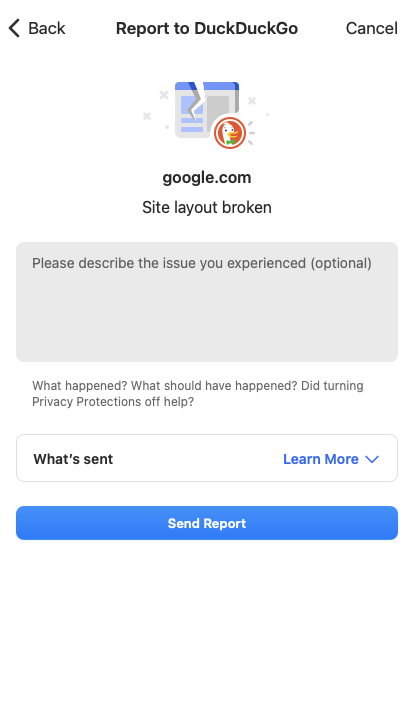 Back Report to DuckDuckGo Cancel
google.com
Site layout broken
Please describe the issue you experienced (optional)
What happened? What should have happened? Did turning
Privacy Protections off help?
What's sent Learn More
Send Report